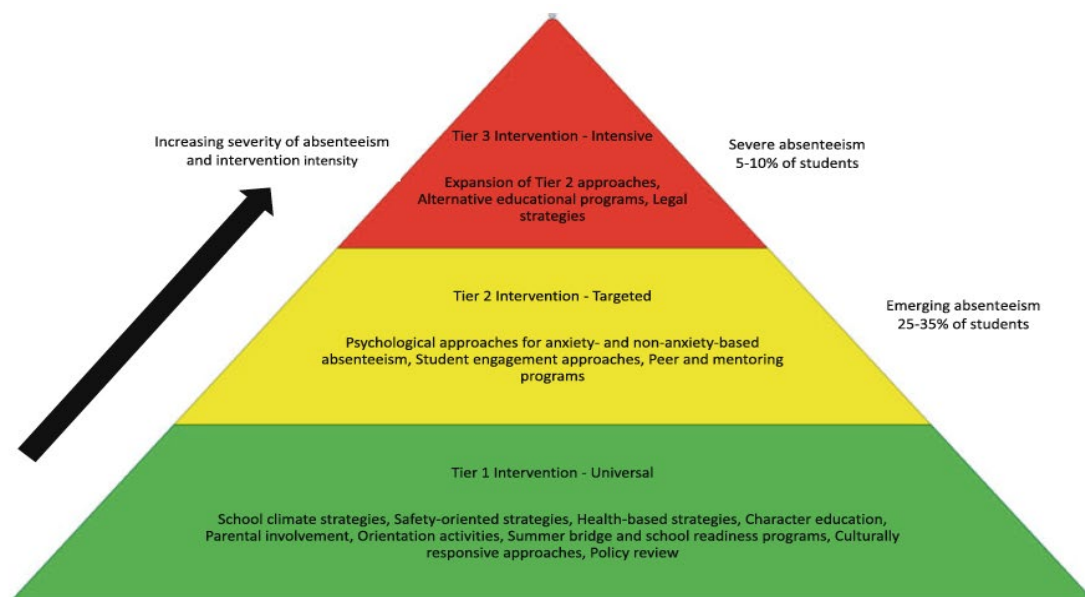 Increasing severity of absenteeism
and intervention intensity
Tier 3 Intervention - Intensive
Expansion of Tier 2 approaches,
Alternative educational programs, Legal
strategies
Severe absenteeism
5-10% of students
Tier 2 Intervention - Targeted
Psychological approaches for anxiety- and non-anxiety-based
absenteeism, Student engagement approaches, Peer and mentoring
programs
Emerging absenteeism
25-35% of students
Tier 1 Intervention - Universal
School climate strategies, Safety-oriented strategies, Health-based strategies, Character education,
Parental involvement, Orientation activities, Summer bridge and school readiness programs, Culturally
responsive approaches, Policy review